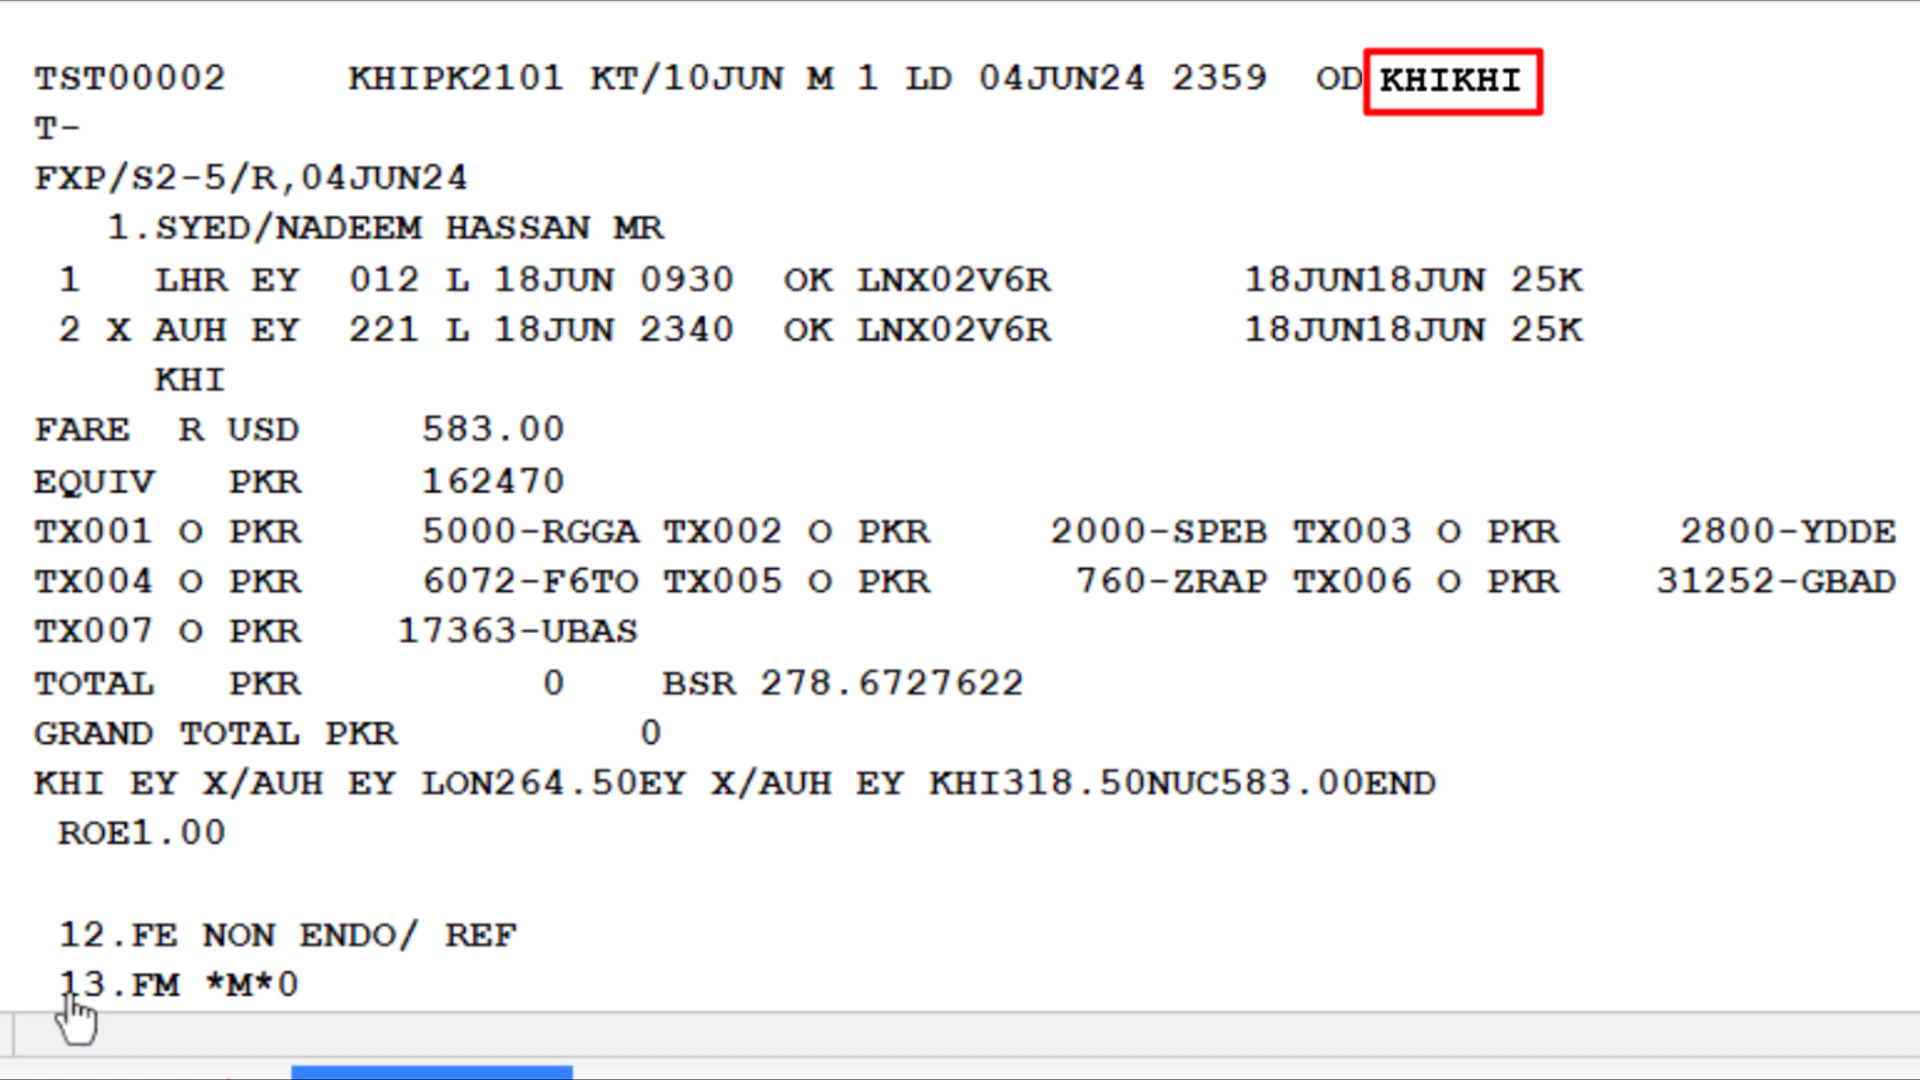 TST00002 KHIPK2101 KT/10JUN M 1 LD 04JUN24 2359 OD KHIKHI
T-
FXP/S2-5/R,04JUN24
1.SYED/NADEEM HASSAN MR
1 LHR EY 012 L 18JUN 0930 OK LNX02V6R 18JUN18JUN 25K
2 X AUH EY 221 L 18JUN 2340 OK LNX02V6R 18JUN18JUN 25K
KHI
FARE R USD 583.00
EQUIV PKR 162470
TX001 O PKR 5000-RGGA TX002 O PKR 2000-SPEB TX003 O PKR 2800-YDDE
TX004 O PKR 6072-F6TO TX005 O PKR 760-ZRAP TX006 O PKR 31252-GBAD
TX007 O PKR 17363-UBAS
TOTAL PKR 0 BSR 278.6727622
GRAND TOTAL PKR 0
KHI EY X/AUH EY LON264.50EY X/AUH EY KHI318.50NUC583.00END
ROE1.00
12.FE NON ENDO/ REF
13.FM *M*0